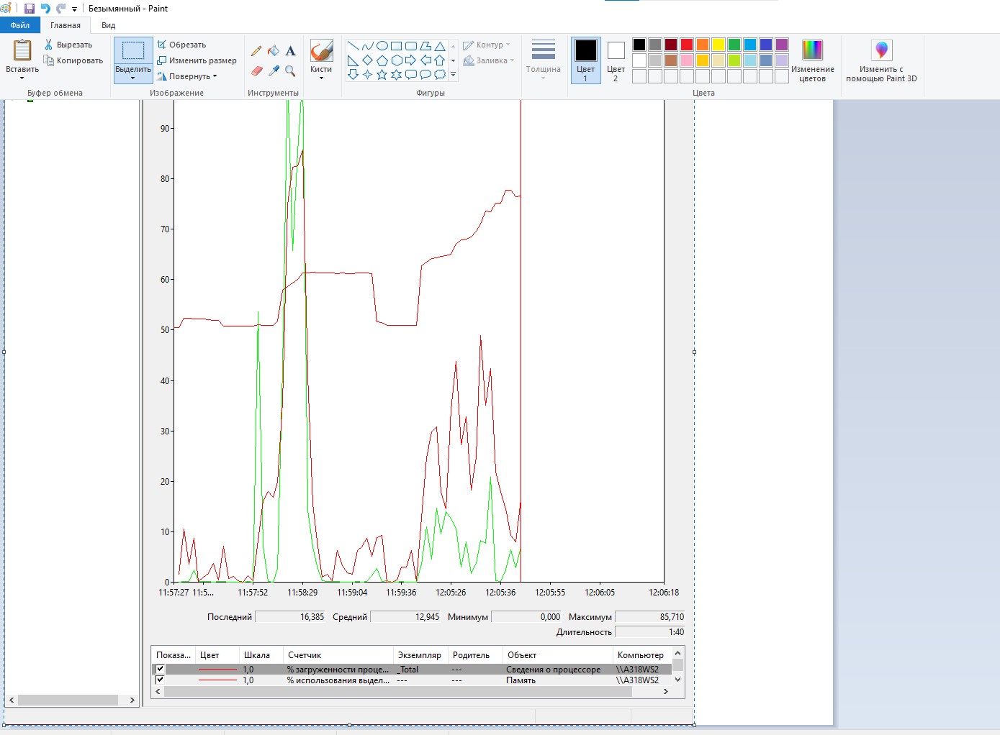 Безымянный - Paint
Файл Главная Вид
Вставить
Вырезать
Копировать
Буфер обмена
Выделить
Обрезать
Изменить размер
Повернуть
Изображение
A
Инструменты
Кисти
Фигуры
Контур
Заливка
Толщина
Цвет 1
Цвет 2
Изменение цветов
Цвета
Изменить с помощью Paint 3D
90
80
70
60
50
40
30
20
10
0
11:57:27 11:5... 11:57:52 11:58:29 11:59:04 11:59:36 12:05:26 12:05:36 12:05:55 12:06:05 12:06:18
Последний 16,385 Средний 12,945 Минимум 0,000 Максимум 85,710
Длительность 1:40
Показа... Цвет Шкала Счетчик Экземпляр Родитель Объект Компьютер
1,0 % загруженности проце... _Total --- Сведения о процессоре \\A318WS2
1,0 % использования выдел... --- --- Память \\A318WS2